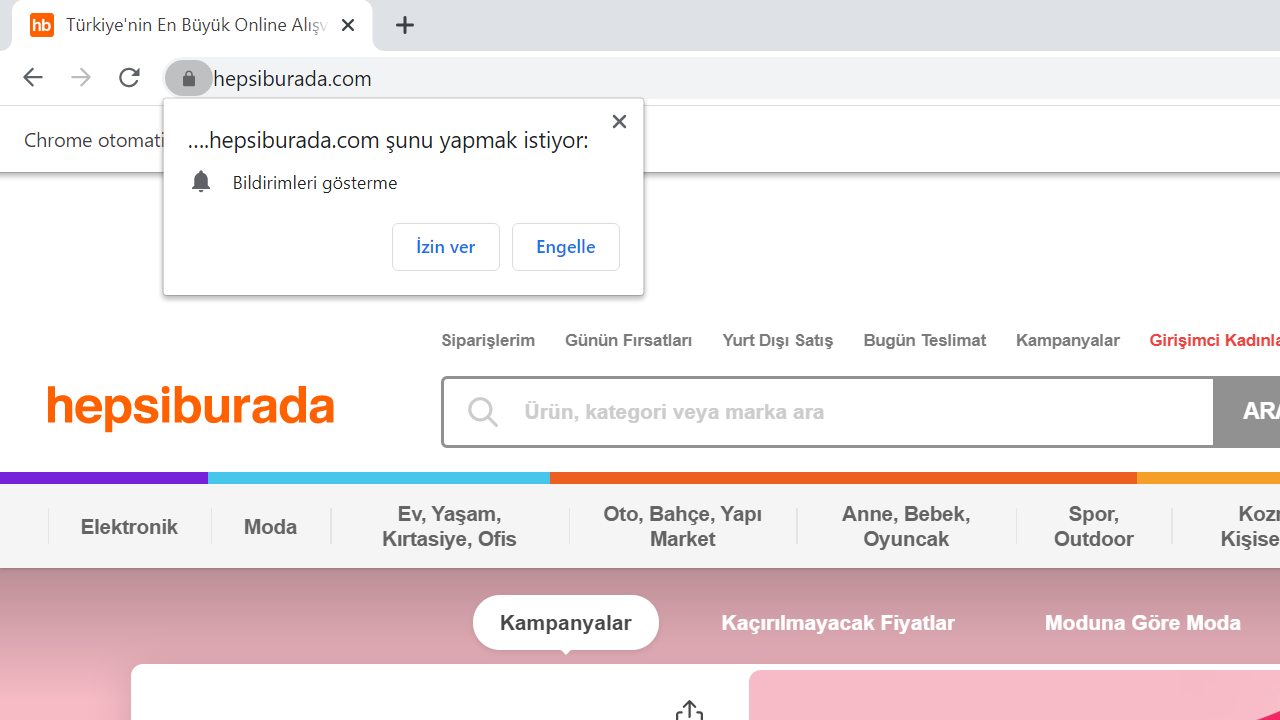 hb Türkiye'nin En Büyük Online Alışv
hepsiburada.com
Chrome otomati
....hepsiburada.com şunu yapmak istiyor:
Bildirimleri gösterme
İzin ver Engelle
Siparişlerim Günün Fırsatları Yurt Dışı Satış Bugün Teslimat Kampanyalar Girişimci Kadınla
hepsiburada
Ürün, kategori veya marka ara
ARA
Elektronik
Moda
Ev, Yaşam,
Kırtasiye, Ofis
Oto, Bahçe, Yapı
Market
Anne, Bebek,
Oyuncak
Spor,
Outdoor
Kozm
Kişise
Kampanyalar Kaçırılmayacak Fiyatlar Moduna Göre Moda